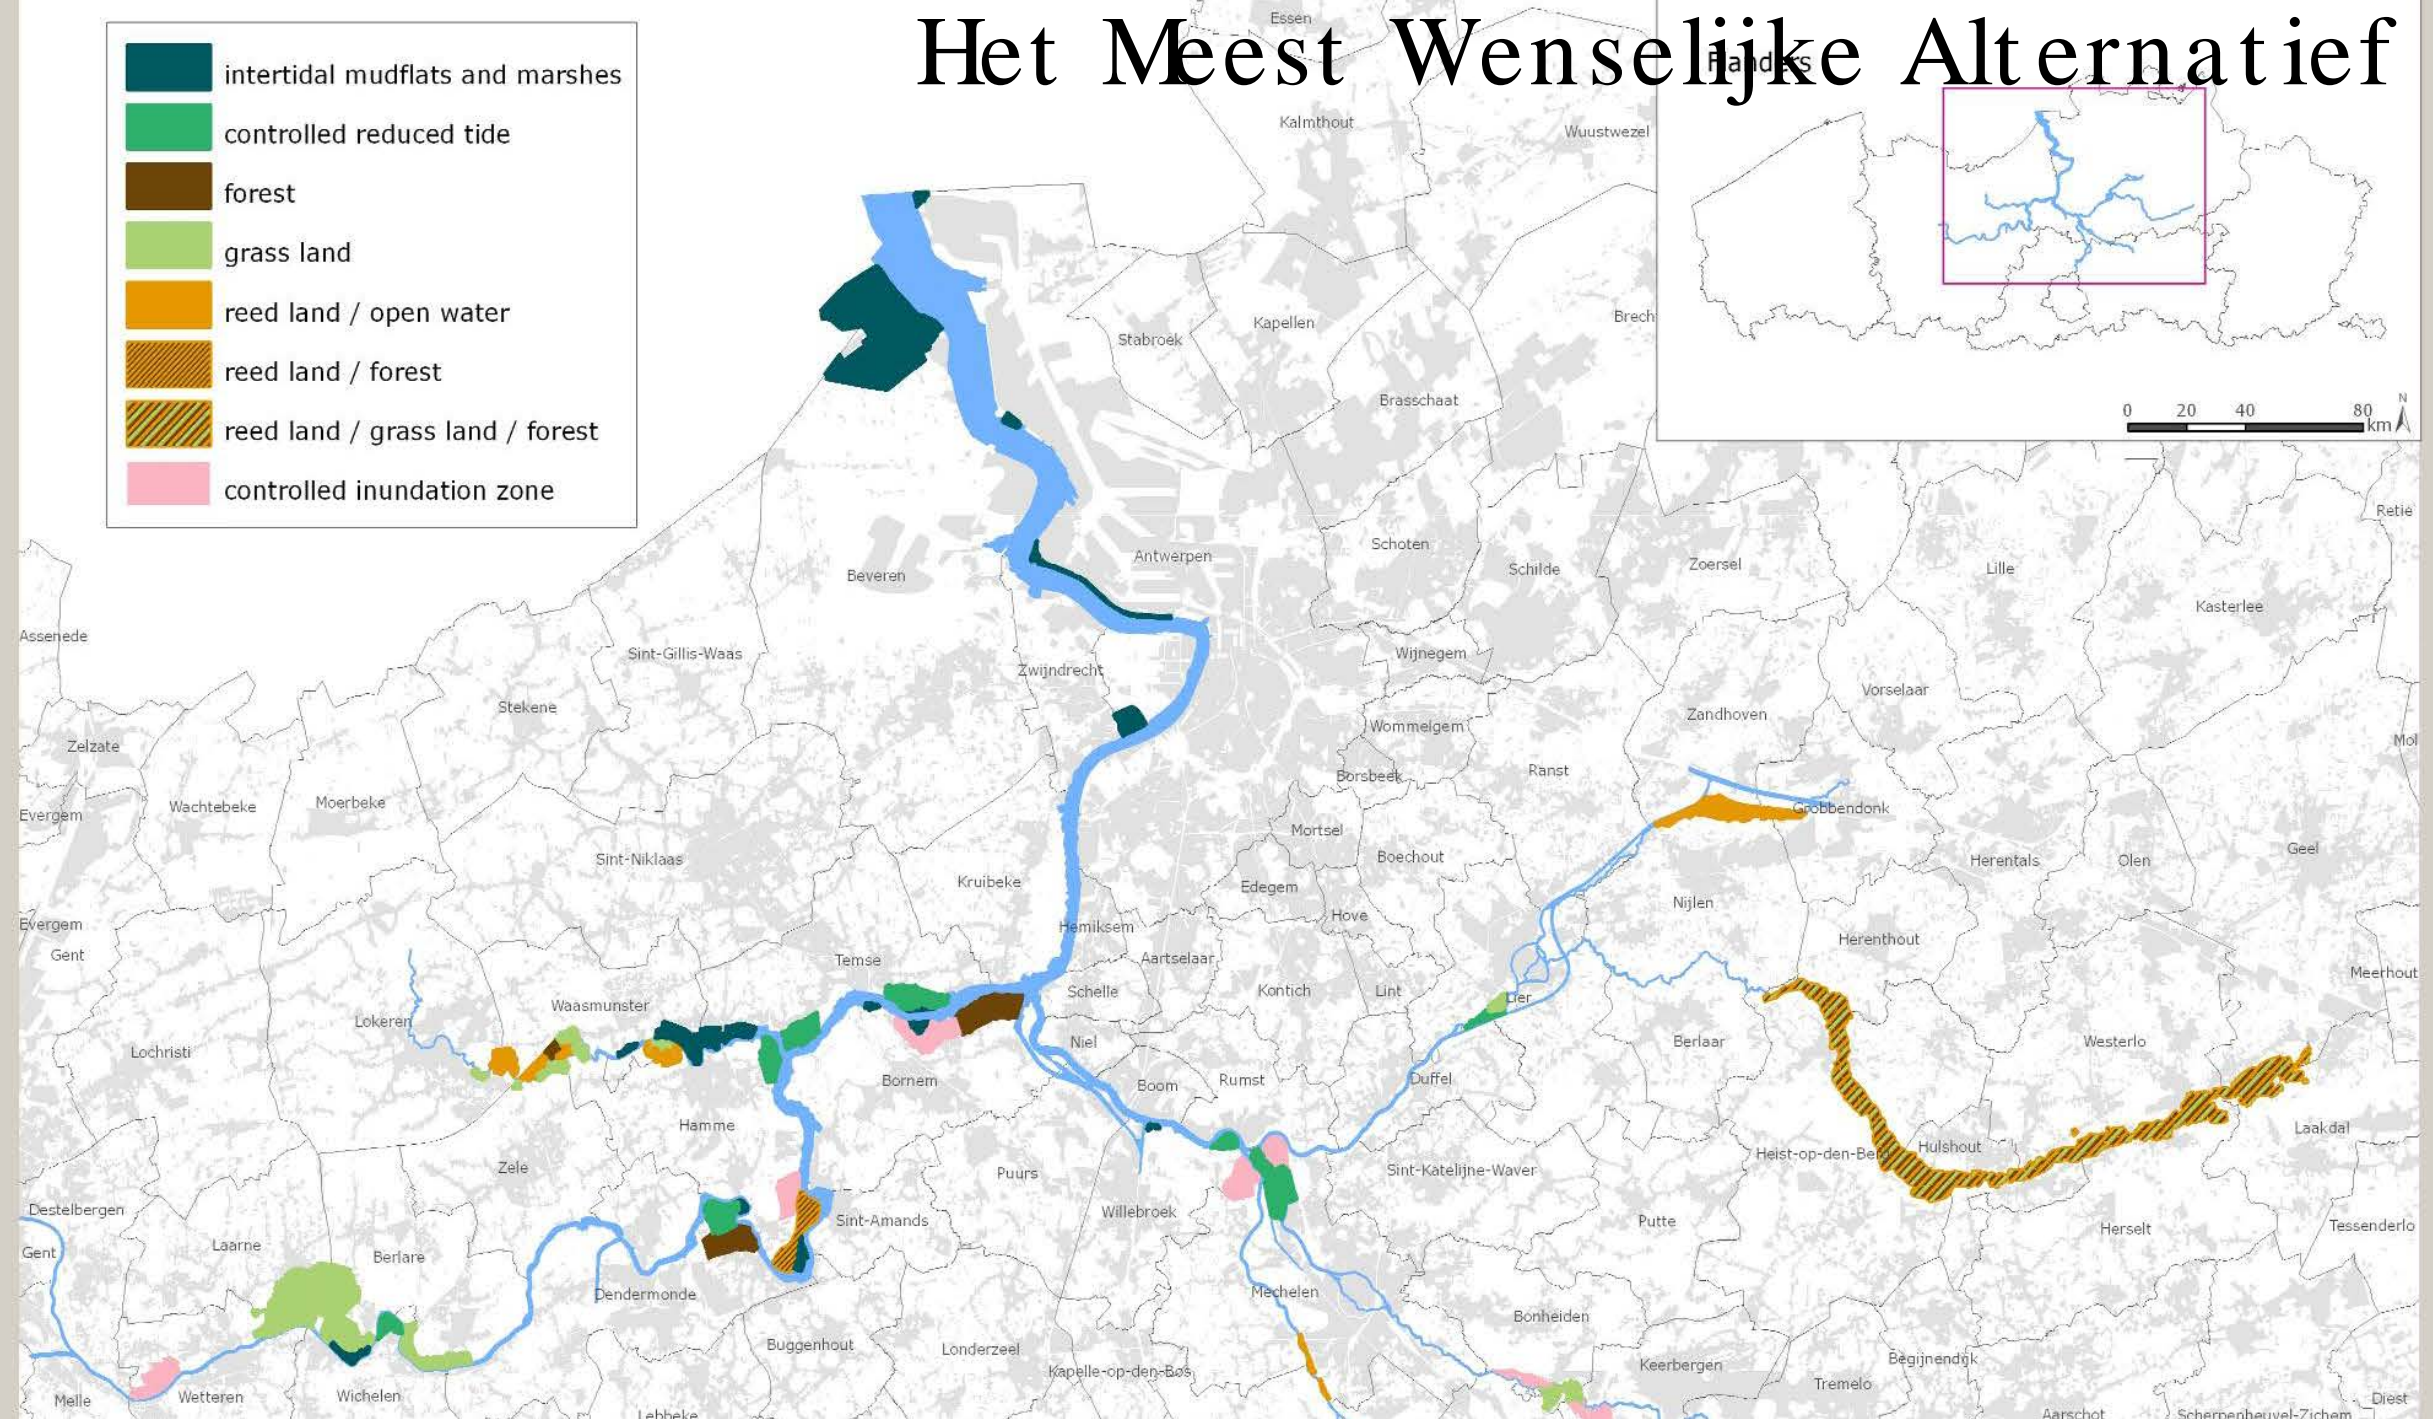 Het Meest Wenselijke Alternatief
intertidal mudflats and marshes
controlled reduced tide
forest
grass land
reed land / open water
reed land / forest
reed land / grass land / forest
controlled inundation zone
Flanders
0 20 40 80 km
N
Essen
Kalmthout
Wuustwezel
Brech
Kapellen
Stabroek
Brasschaat
Retie
Antwerpen
Schoten
Schilde
Zoersel
Lille
Beveren
Kasterlee
Assenede
Sint-Gillis-Waas
Zwijndrecht
Wijnegem
Vorselaar
Stekene
Zandhoven
Wommelgem
Zelzate
Mol
Borsbeek
Ranst
Wachtebeke
Moerbeke
Grobbendonk
Evergem
Mortsel
Sint-Niklaas
Boechout
Herentals
Olen
Geel
Kruibeke
Edegem
Nijlen
Hove
Evergem
Hemiksem
Herenthout
Gent
Temse
Aartselaar
Meerhout
Schelle
Kontich
Lint
Lier
Waasmunster
Lokeren
Niel
Berlaar
Westerlo
Lochristi
Bornem
Boom
Rumst
Duffel
Hamme
Laakdal
Heist-op-den-Berg
Hulshout
Zele
Puurs
Sint-Katelijne-Waver
Destelbergen
Sint-Amands
Willebroek
Putte
Herselt
Tessenderlo
Gent
Laarne
Berlare
Dendermonde
Mechelen
Bonheiden
Buggenhout
Londerzeel
Kapelle-op-den-Bos
Keerbergen
Begijnendijk
Tremelo
Melle
Wetteren
Wichelen
Diest
Lebbeke
Aarschot
Scherpenheuvel-Zichem